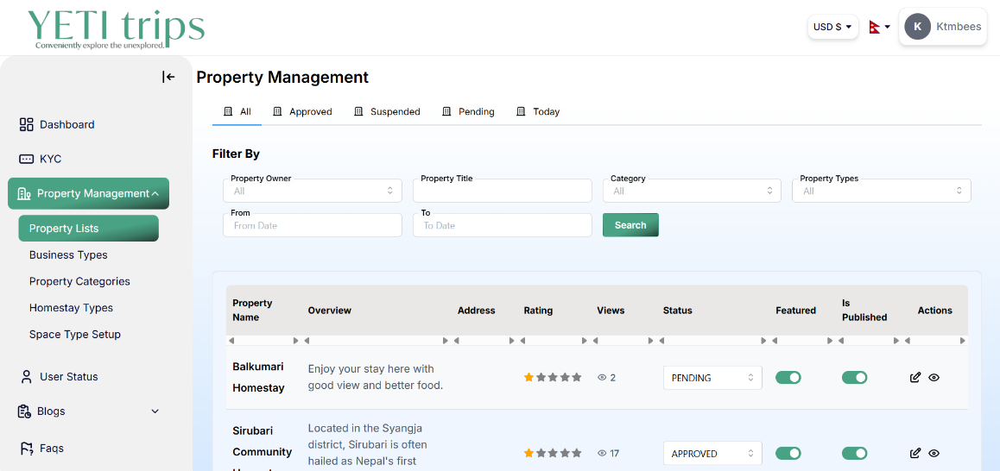 YETI trips
Conveniently explore the unexplored.
USD $
K
Ktmbees
Property Management
All
Approved
Suspended
Pending
Today
Dashboard
KYC
Property Management
Property Lists
Business Types
Property Categories
Homestay Types
Space Type Setup
User Status
Blogs
Faqs
Filter By
Property Owner
All
Property Title
Category
All
Property Types
All
From
From Date
To
To Date
Search
Property
Name
Overview
Address
Rating
Views
Status
Featured
Is
Published
Actions
Balkumari
Homestay
Enjoy your stay here with
good view and better food.
2
PENDING
Sirubari
Community
Located in the Syangja
district, Sirubari is often
hailed as Nepal's first
17
APPROVED